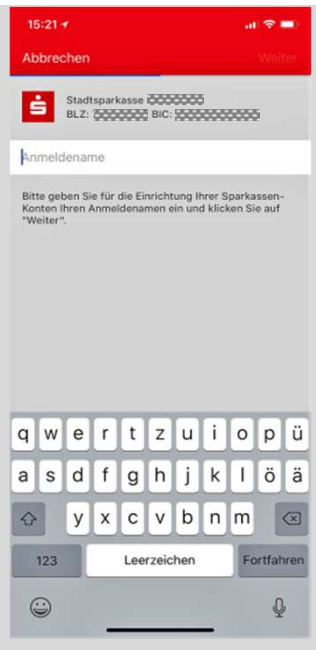 15:21
Abbrechen
Weiter
Stadtsparkasse
BLZ: BIC:
Anmeldename
Bitte geben Sie für die Einrichtung Ihrer Sparkassen-
Konten Ihren Anmeldenamen ein und klicken Sie auf
"Weiter".
q w e r t z u i o p ü
a s d f g h j k l ö ä
y x c v b n m
123 Leerzeichen Fortfahren